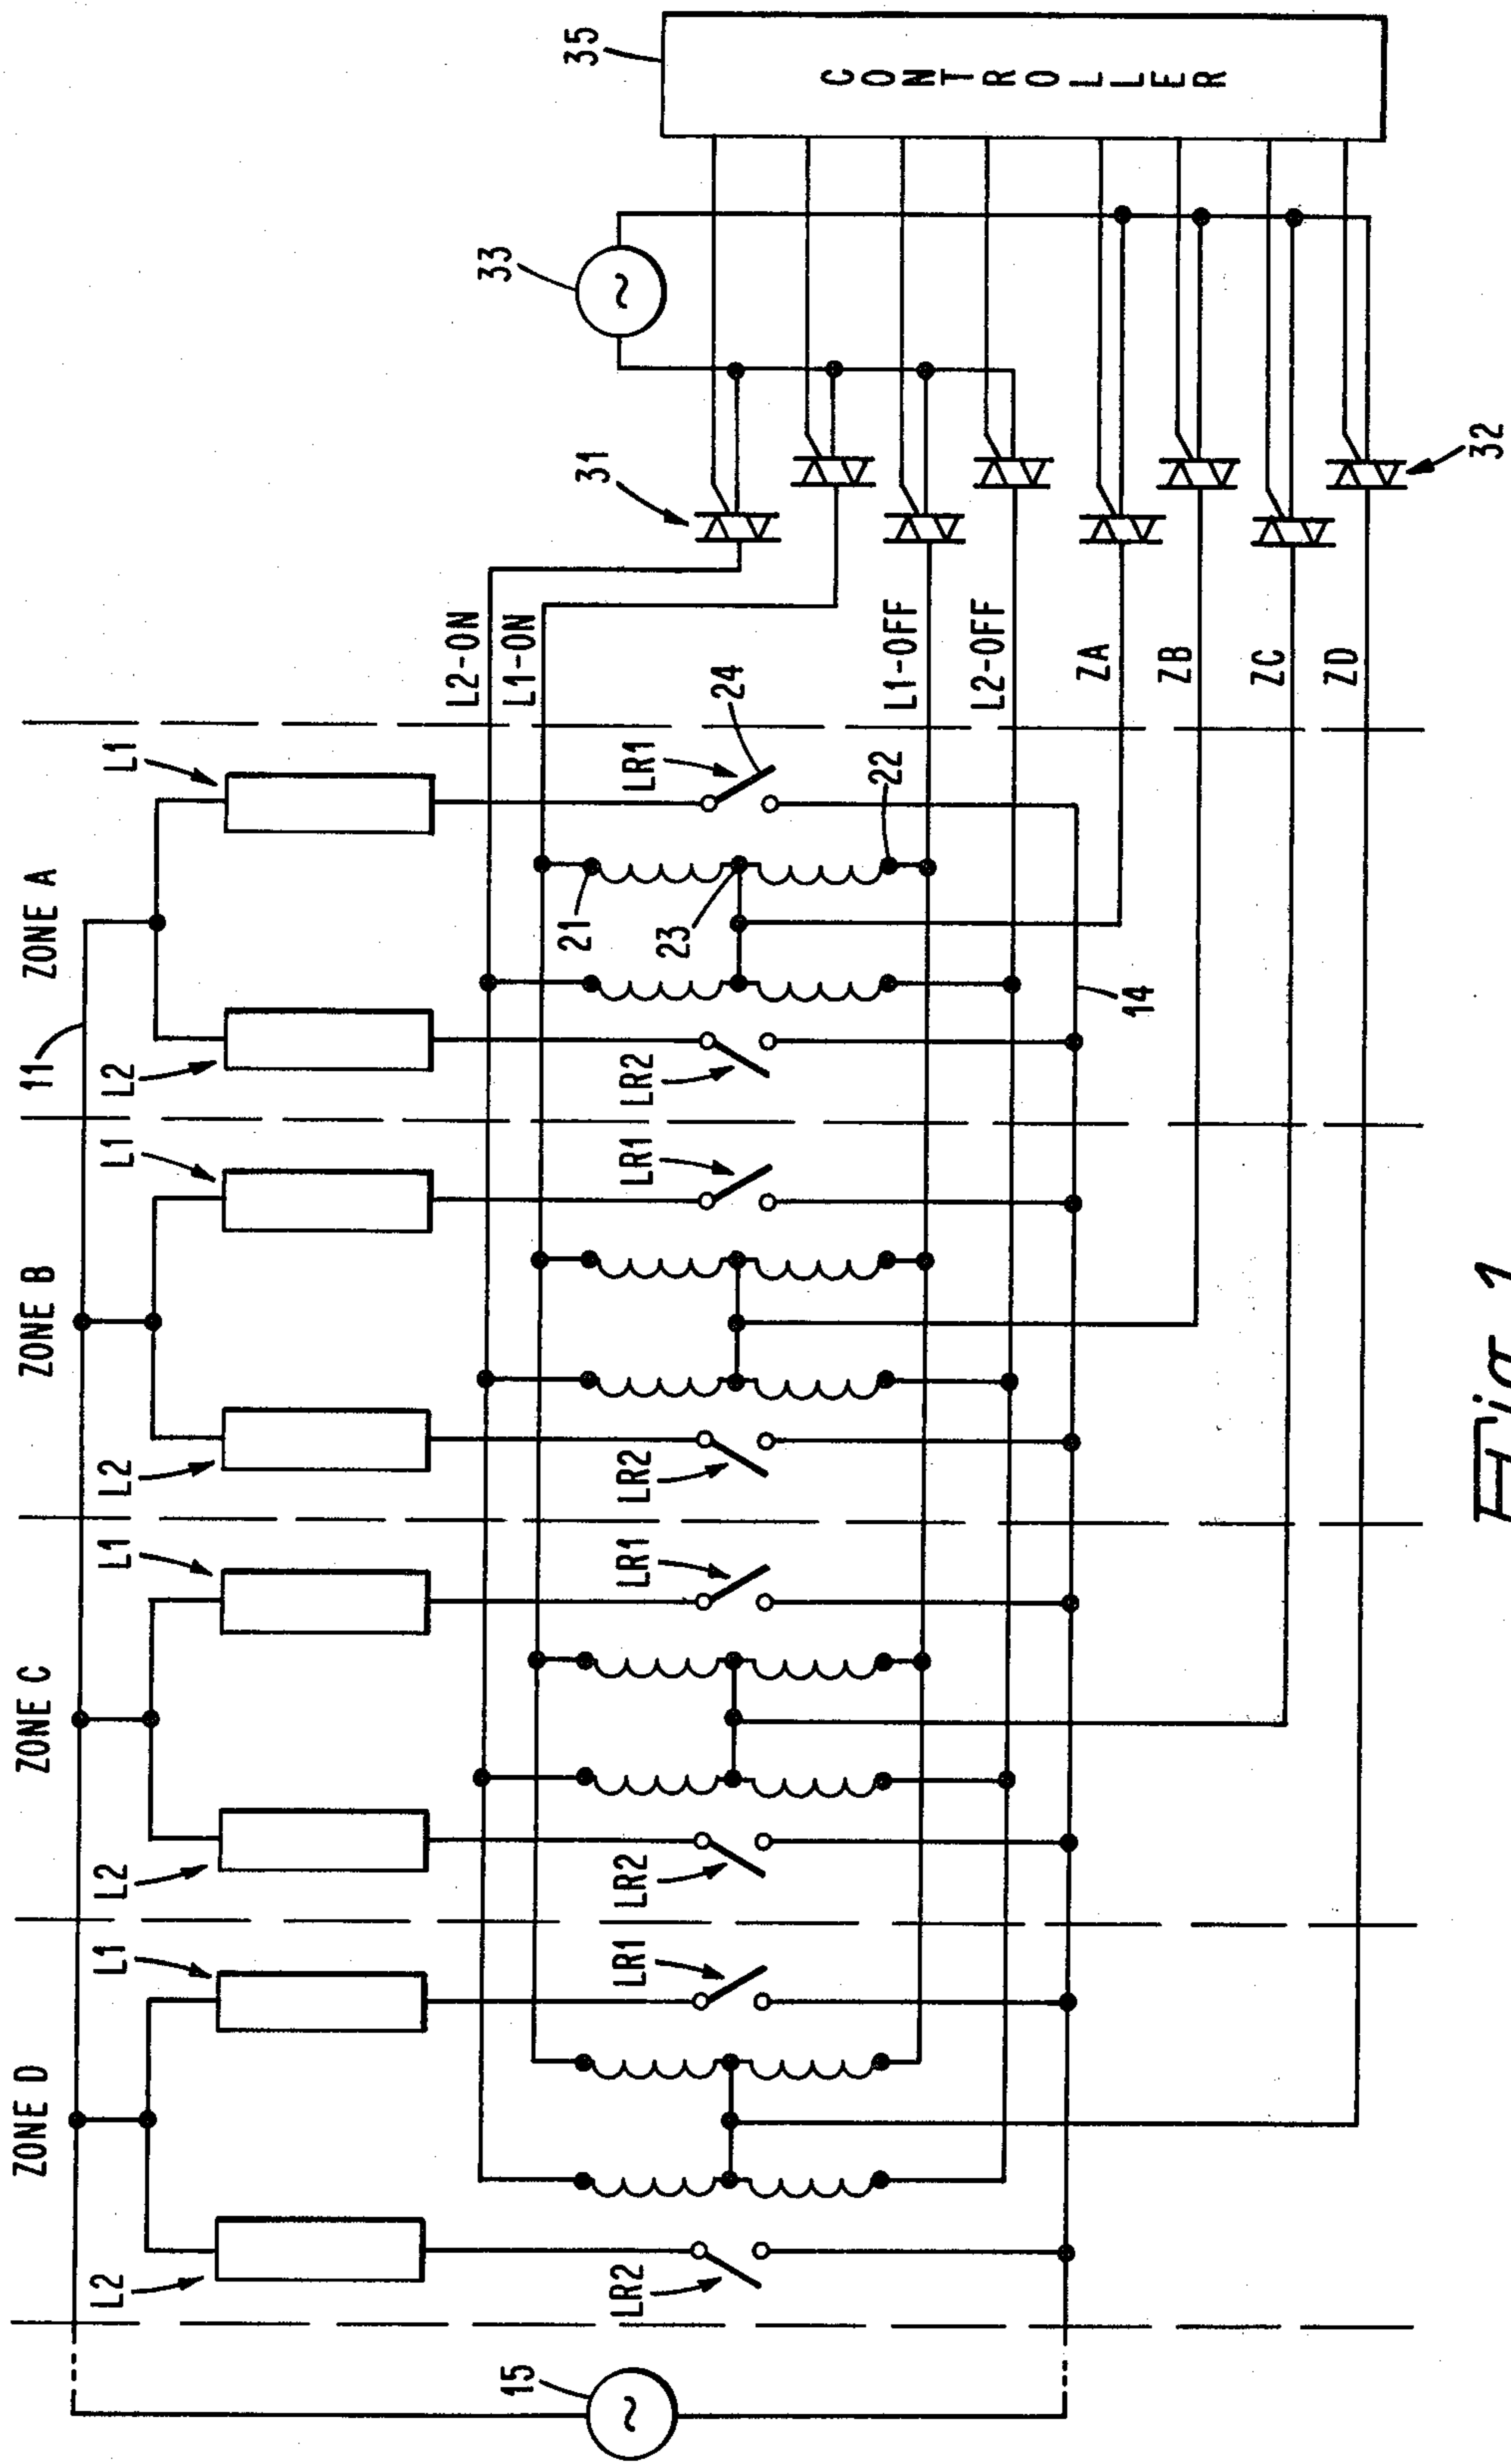 ZONE D
ZONE C
ZONE B
ZONE A
11
L2
L1
L2
L1
L2
L1
L2
L1
15
LR2
LR1
LR2
LR1
LR2
LR1
LR2
LR1
21
23
24
22
14
L2-ON
L1-ON
L1-OFF
L2-OFF
ZA
ZB
ZC
ZD
31
32
33
35
CONTROLLER
Fig. 1